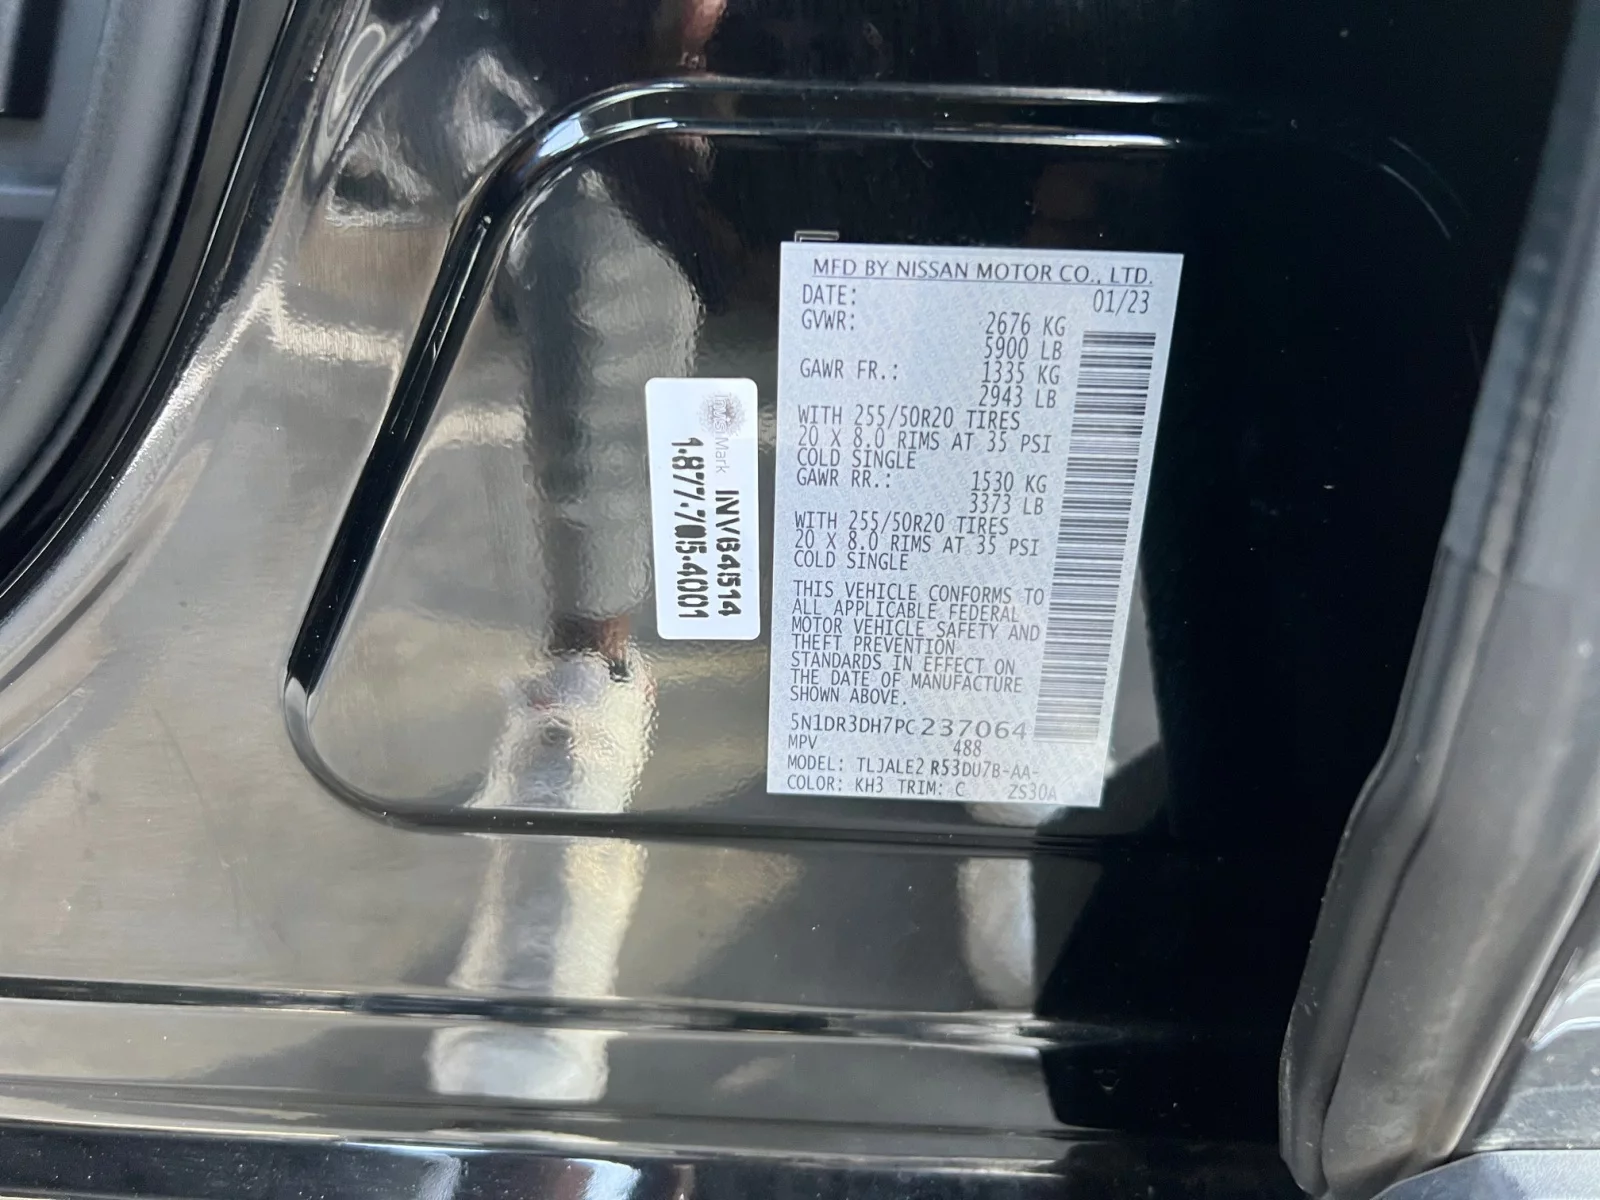 MFD BY NISSAN MOTOR CO., LTD.
DATE: 01/23
GVWR: 2676 KG
5900 LB
GAWR FR.: 1335 KG
2943 LB
WITH 255/50R20 TIRES
20 X 8.0 RIMS AT 35 PSI
COLD SINGLE
GAWR RR.: 1530 KG
3373 LB
WITH 255/50R20 TIRES
20 X 8.0 RIMS AT 35 PSI
COLD SINGLE
THIS VEHICLE CONFORMS TO
ALL APPLICABLE FEDERAL
MOTOR VEHICLE SAFETY AND
THEFT PREVENTION
STANDARDS IN EFFECT ON
THE DATE OF MANUFACTURE
SHOWN ABOVE.
5N1DR3DH7PC237064
MPV 488
MODEL: TLJALE2 R53DU7B-AA-
COLOR: KH3 TRIM: C ZS30A
InvisiMark
INV84J514
1.877.705.4001